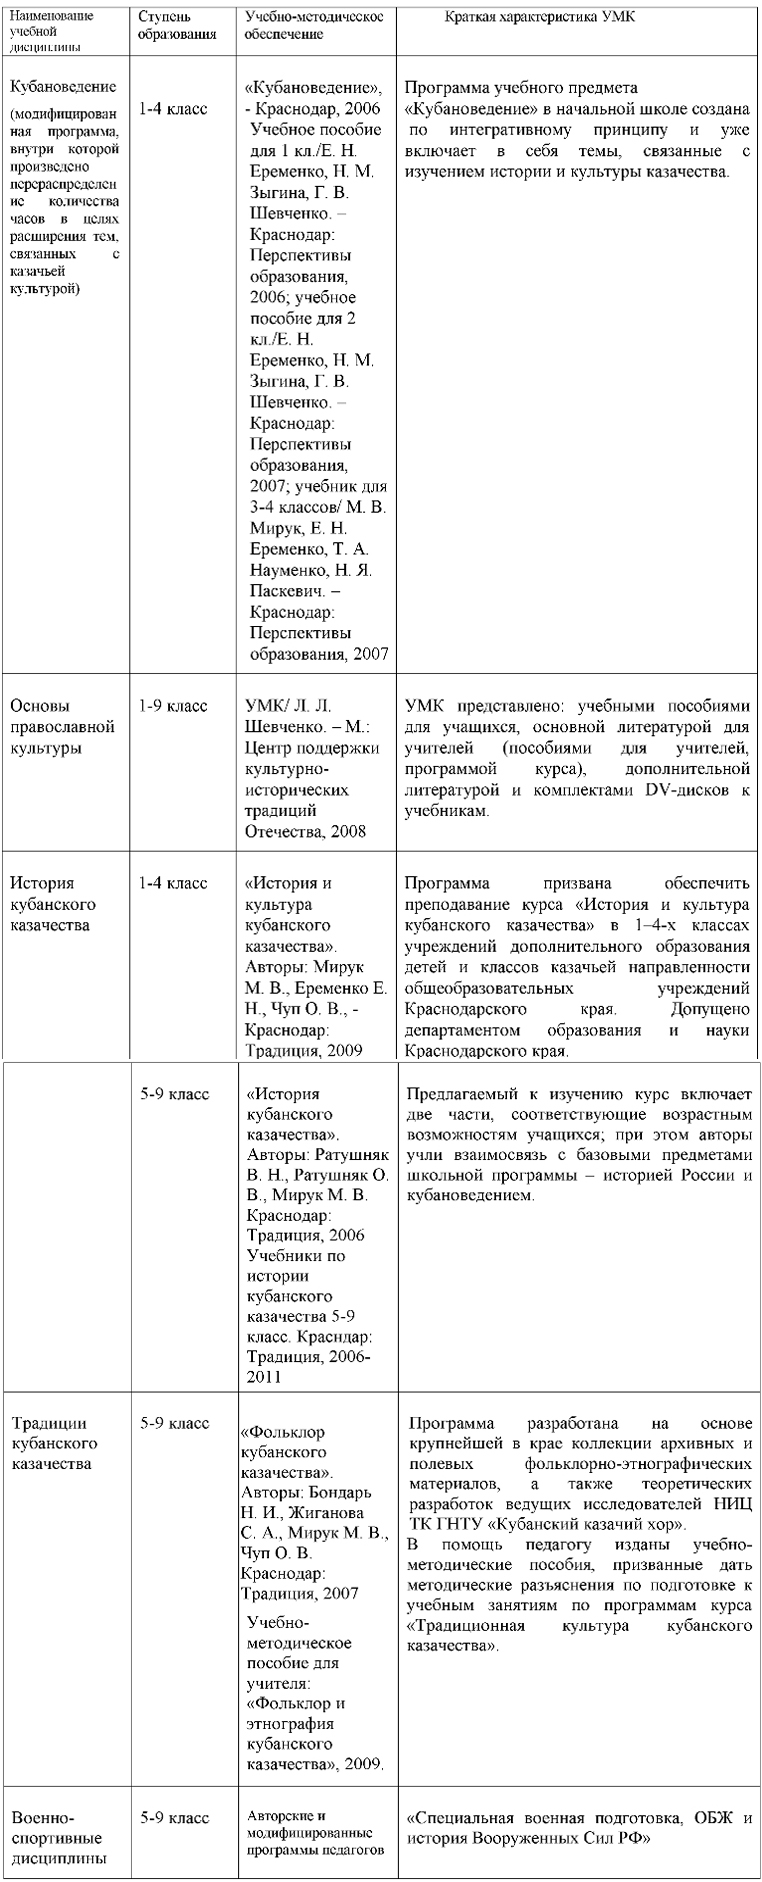 Наименование
учебной
дисциплины
Ступень
образования
Учебно-методическое
обеспечение
Краткая характеристика УМК
Кубановедение
(модифицирован
ная программа,
внутри которой
произведено
перераспределен
ие количества
часов в целях
расширения тем,
связанных с
казачьей
культурой)
1-4 класс
«Кубановедение»,
- Краснодар, 2006
Учебное пособие
для 1 кл./Е. Н.
Еременко, Н. М.
Зыгина, Г. В.
Шевченко. –
Краснодар:
Перспективы
образования,
2006; учебное
пособие для 2
кл./Е. Н.
Еременко, Н. М.
Зыгина, Г. В.
Шевченко. –
Краснодар:
Перспективы
образования,
2007; учебник для
3-4 классов/ М. В.
Мирук, Е. Н.
Еременко, Т. А.
Науменко, Н. Я.
Паскевич. –
Краснодар:
Перспективы
образования, 2007
Программа учебного предмета
«Кубановедение» в начальной школе создана
по интегративному принципу и уже
включает в себя темы, связанные с
изучением истории и культуры казачества.
Основы
православной
культуры
1-9 класс
УМК/ Л. Л.
Шевченко. – М.:
Центр поддержки
культурно-
исторических
традиций
Отечества, 2008
УМК представлено: учебными пособиями
для учащихся, основной литературой для
учителей (пособиями для учителей,
программой курса), дополнительной
литературой и комплектами DV-дисков к
учебникам.
История
кубанского
казачества
1-4 класс
«История и
культура
кубанского
казачества».
Авторы: Мирук
М. В., Еременко Е.
Н., Чуп О. В., -
Краснодар:
Традиция, 2009
Программа призвана обеспечить
преподавание курса «История и культура
кубанского казачества» в 1–4-х классах
учреждений дополнительного образования
детей и классов казачьей направленности
общеобразовательных учреждений
Краснодарского края. Допущено
департаментом образования и науки
Краснодарского края.
5-9 класс
«История
кубанского
казачества».
Авторы: Ратушняк
В. Н., Ратушняк О.
В., Мирук М. В.
Краснодар:
Традиция, 2006
Учебники по
истории
кубанского
казачества 5-9
класс. Красндар:
Традиция, 2006-
2011
Предлагаемый к изучению курс включает
две части, соответствующие возрастным
возможностям учащихся; при этом авторы
учли взаимосвязь с базовыми предметами
школьной программы – историей России и
кубановедением.
Традиции
кубанского
казачества
5-9 класс
«Фольклор
кубанского
казачества».
Авторы: Бондарь
Н. И., Жиганова
С. А., Мирук М. В.,
Чуп О. В.
Краснодар:
Традиция, 2007
Учебно-
методическое
пособие для
учителя:
«Фольклор и
этнография
кубанского
казачества», 2009.
Программа разработана на основе
крупнейшей в крае коллекции архивных и
полевых фольклорно-этнографических
материалов, а также теоретических
разработок ведущих исследователей НИЦ
ТК ГНТУ «Кубанский казачий хор».
В помощь педагогу изданы учебно-
методические пособия, призванные дать
методические разъяснения по подготовке к
учебным занятиям по программам курса
«Традиционная культура кубанского
казачества».
Военно-
спортивные
дисциплины
5-9 класс
Авторские и
модифицированные
программы педагогов
«Специальная военная подготовка, ОБЖ и
история Вооруженных Сил РФ»